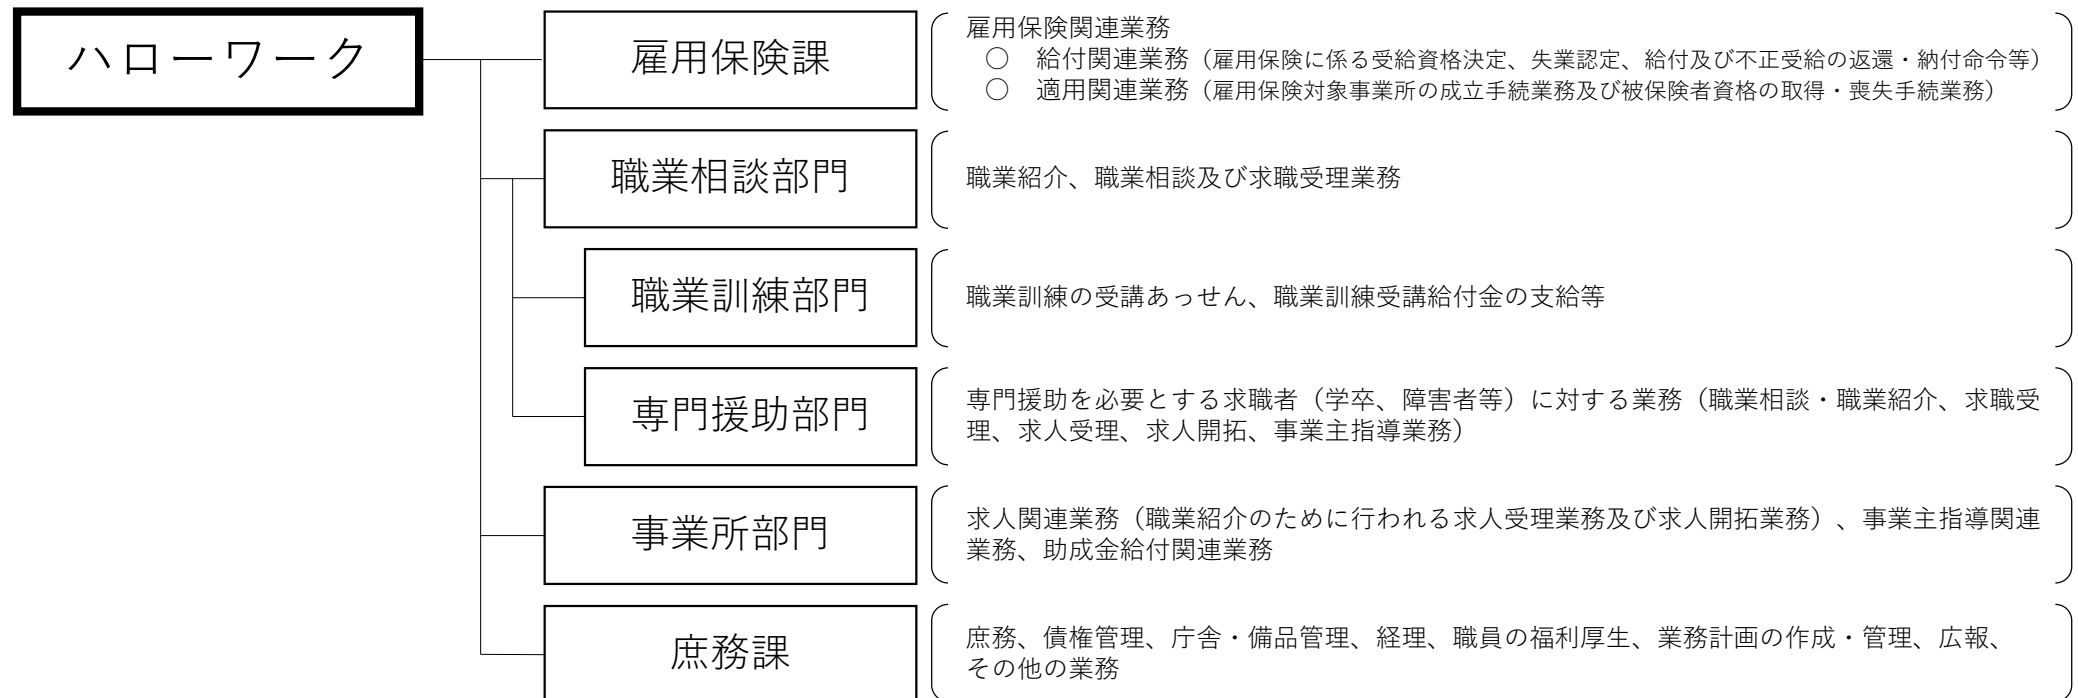 ハローワーク
雇用保険課
雇用保険関連業務
○ 給付関連業務（雇用保険に係る受給資格決定、失業認定、給付及び不正受給の返還・納付命令等）
○ 適用関連業務（雇用保険対象事業所の成立手続業務及び被保険者資格の取得・喪失手続業務）
職業相談部門
職業紹介、職業相談及び求職受理業務
職業訓練部門
職業訓練の受講あっせん、職業訓練受講給付金の支給等
専門援助部門
専門援助を必要とする求職者（学卒、障害者等）に対する業務（職業相談・職業紹介、求職受
理、求人受理、求人開拓、事業主指導業務）
事業所部門
求人関連業務（職業紹介のために行われる求人受理業務及び求人開拓業務）、事業主指導関連
業務、助成金給付関連業務
庶務課
庶務、債権管理、庁舎・備品管理、経理、職員の福利厚生、業務計画の作成・管理、広報、
その他の業務